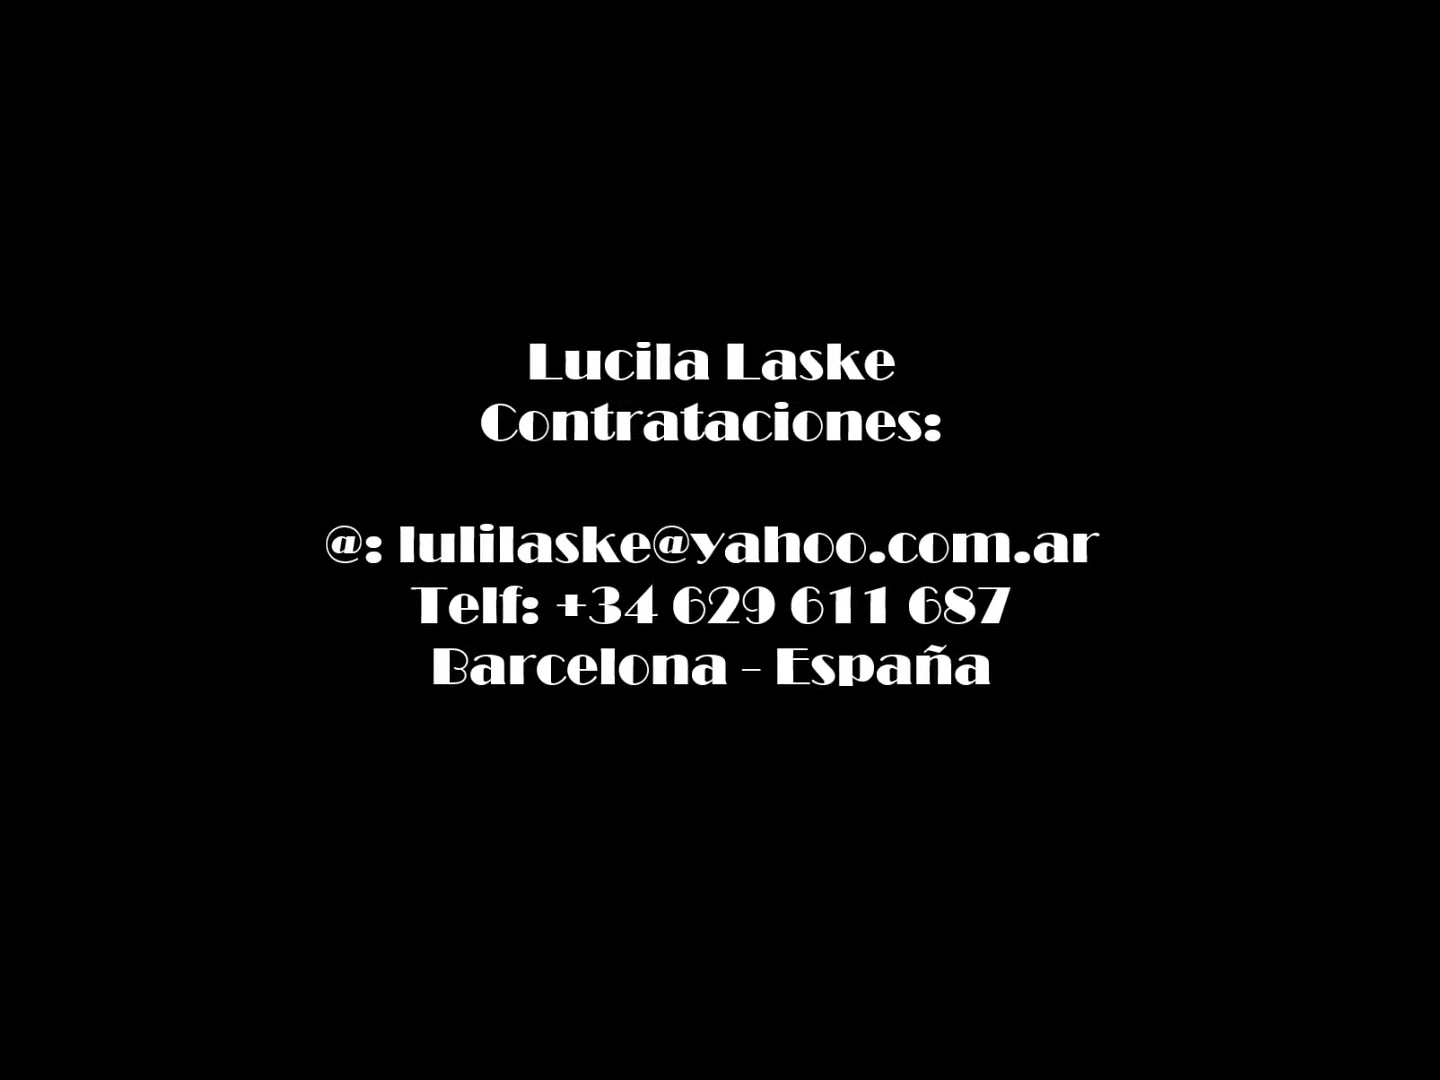 Lucila Laske
Contrataciones:
@: lulilaske@yahoo.com.ar
Telf: +34 629 611 687
Barcelona - España